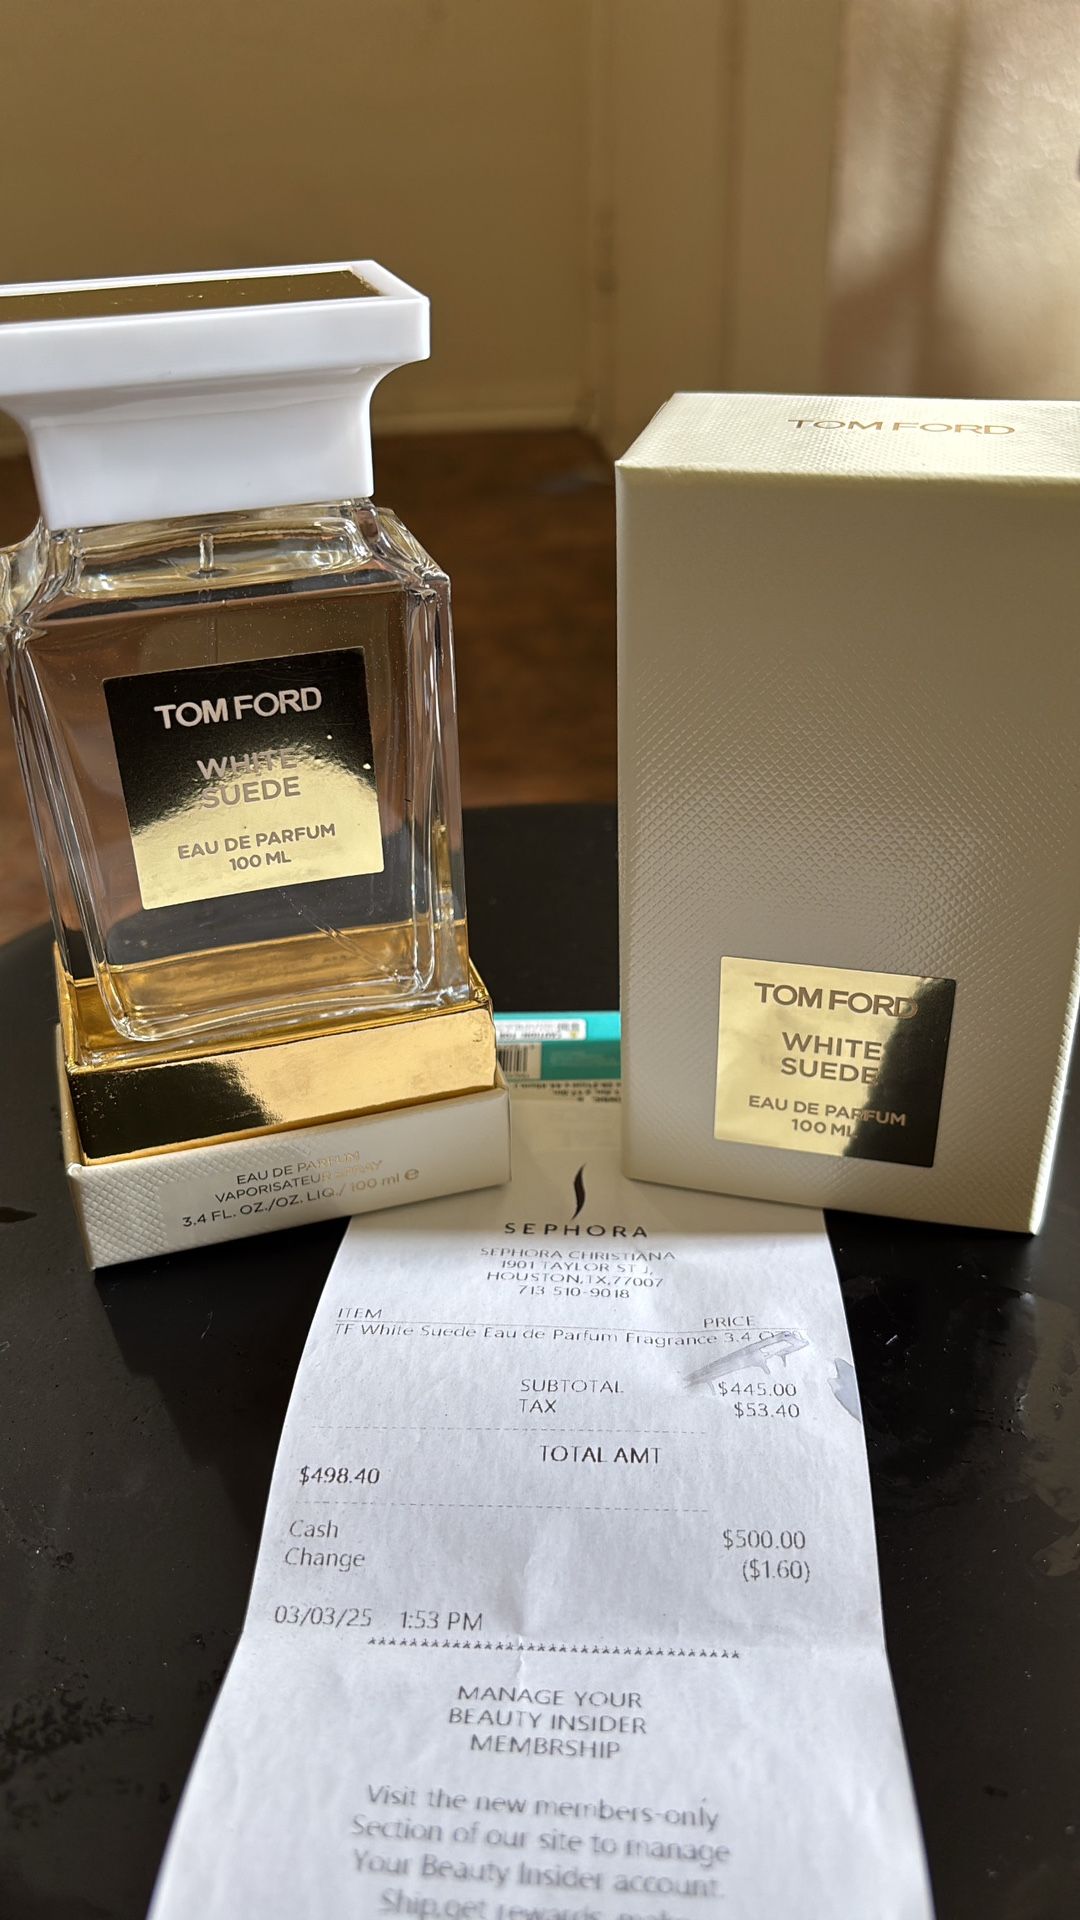 TOM FORD
WHITE
SUEDE
EAU DE PARFUM
100 ML
EAU DE PARFUM
VAPORISATEUR SPRAY
3.4 FL. OZ./OZ. LIQ./ 100 ml e
TOM FORD
TOM FORD
WHITE
SUEDE
EAU DE PARFUM
100 ML
SEPHORA
SEPHORA CHRISTIANA
1901 TAYLOR ST J,
HOUSTON,TX,77007
713 510-9018
ITEM PRICE
TF White Suede Eau de Parfum Fragrance 3.4
SUBTOTAL $445.00
TAX $53.40
TOTAL AMT
$498.40
Cash $500.00
Change ($1.60)
03/03/25 1:53 PM
***********************************
MANAGE YOUR
BEAUTY INSIDER
MEMBRSHIP
Visit the new members-only
Section of our site to manage
Your Beauty Insider account.
Ship,get rewards,